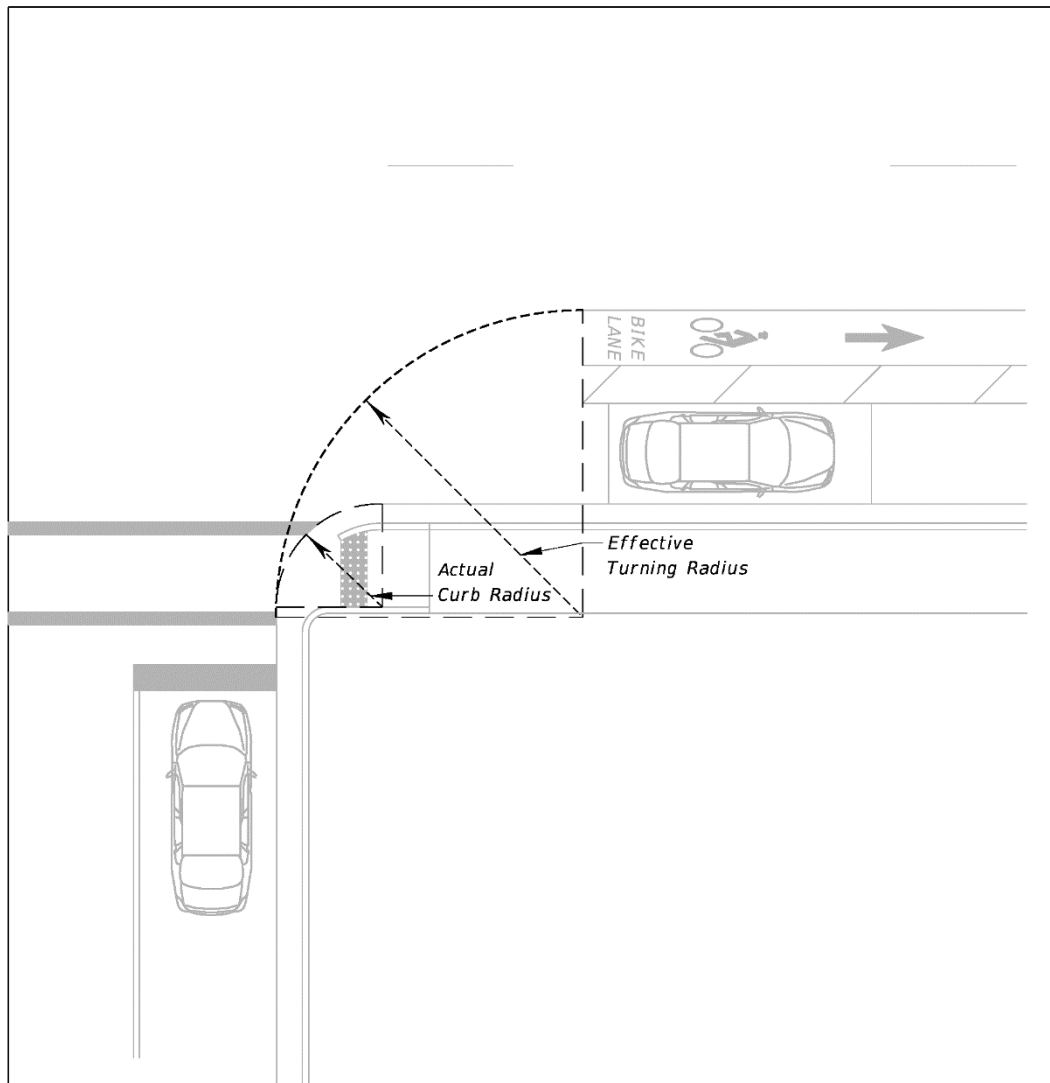 BIKE
LANE
Effective
Turning Radius
Actual
Curb Radius